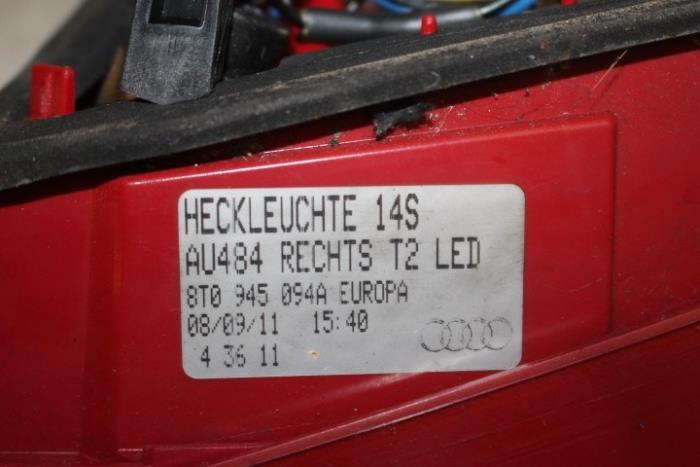 HECKLEUCHTE 14S
AU484 RECHTS T2 LED
8T0 945 094A EUROPA
08/09/11 15:40
4 36 11